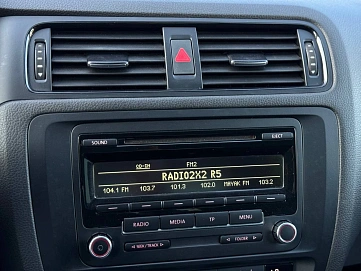 SOUND
EJECT
CD-IN FM2
RADIO2X2 R5
104.1 FM 103.7 101.3 102.0 MAYAK FM 103.2
RADIO MEDIA TP MENU
SEEK / TRACK FOLDER